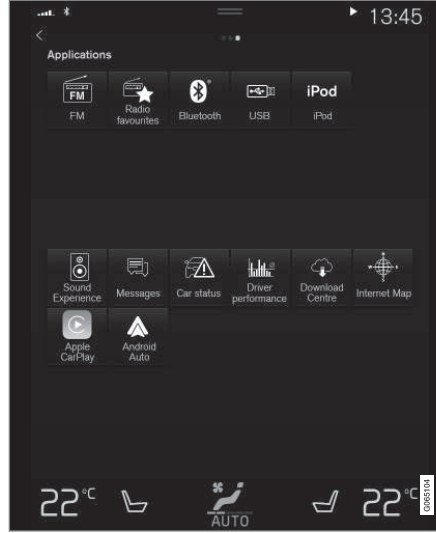 13:45
Applications
FM
iPod
FM
Radio
favourites
Bluetooth
USB
iPod
Sound
Experience
Messages
Car status
Driver
performance
Download
Centre
Internet Map
Apple
CarPlay
Android
Auto
22°C
AUTO
22°C
G065104